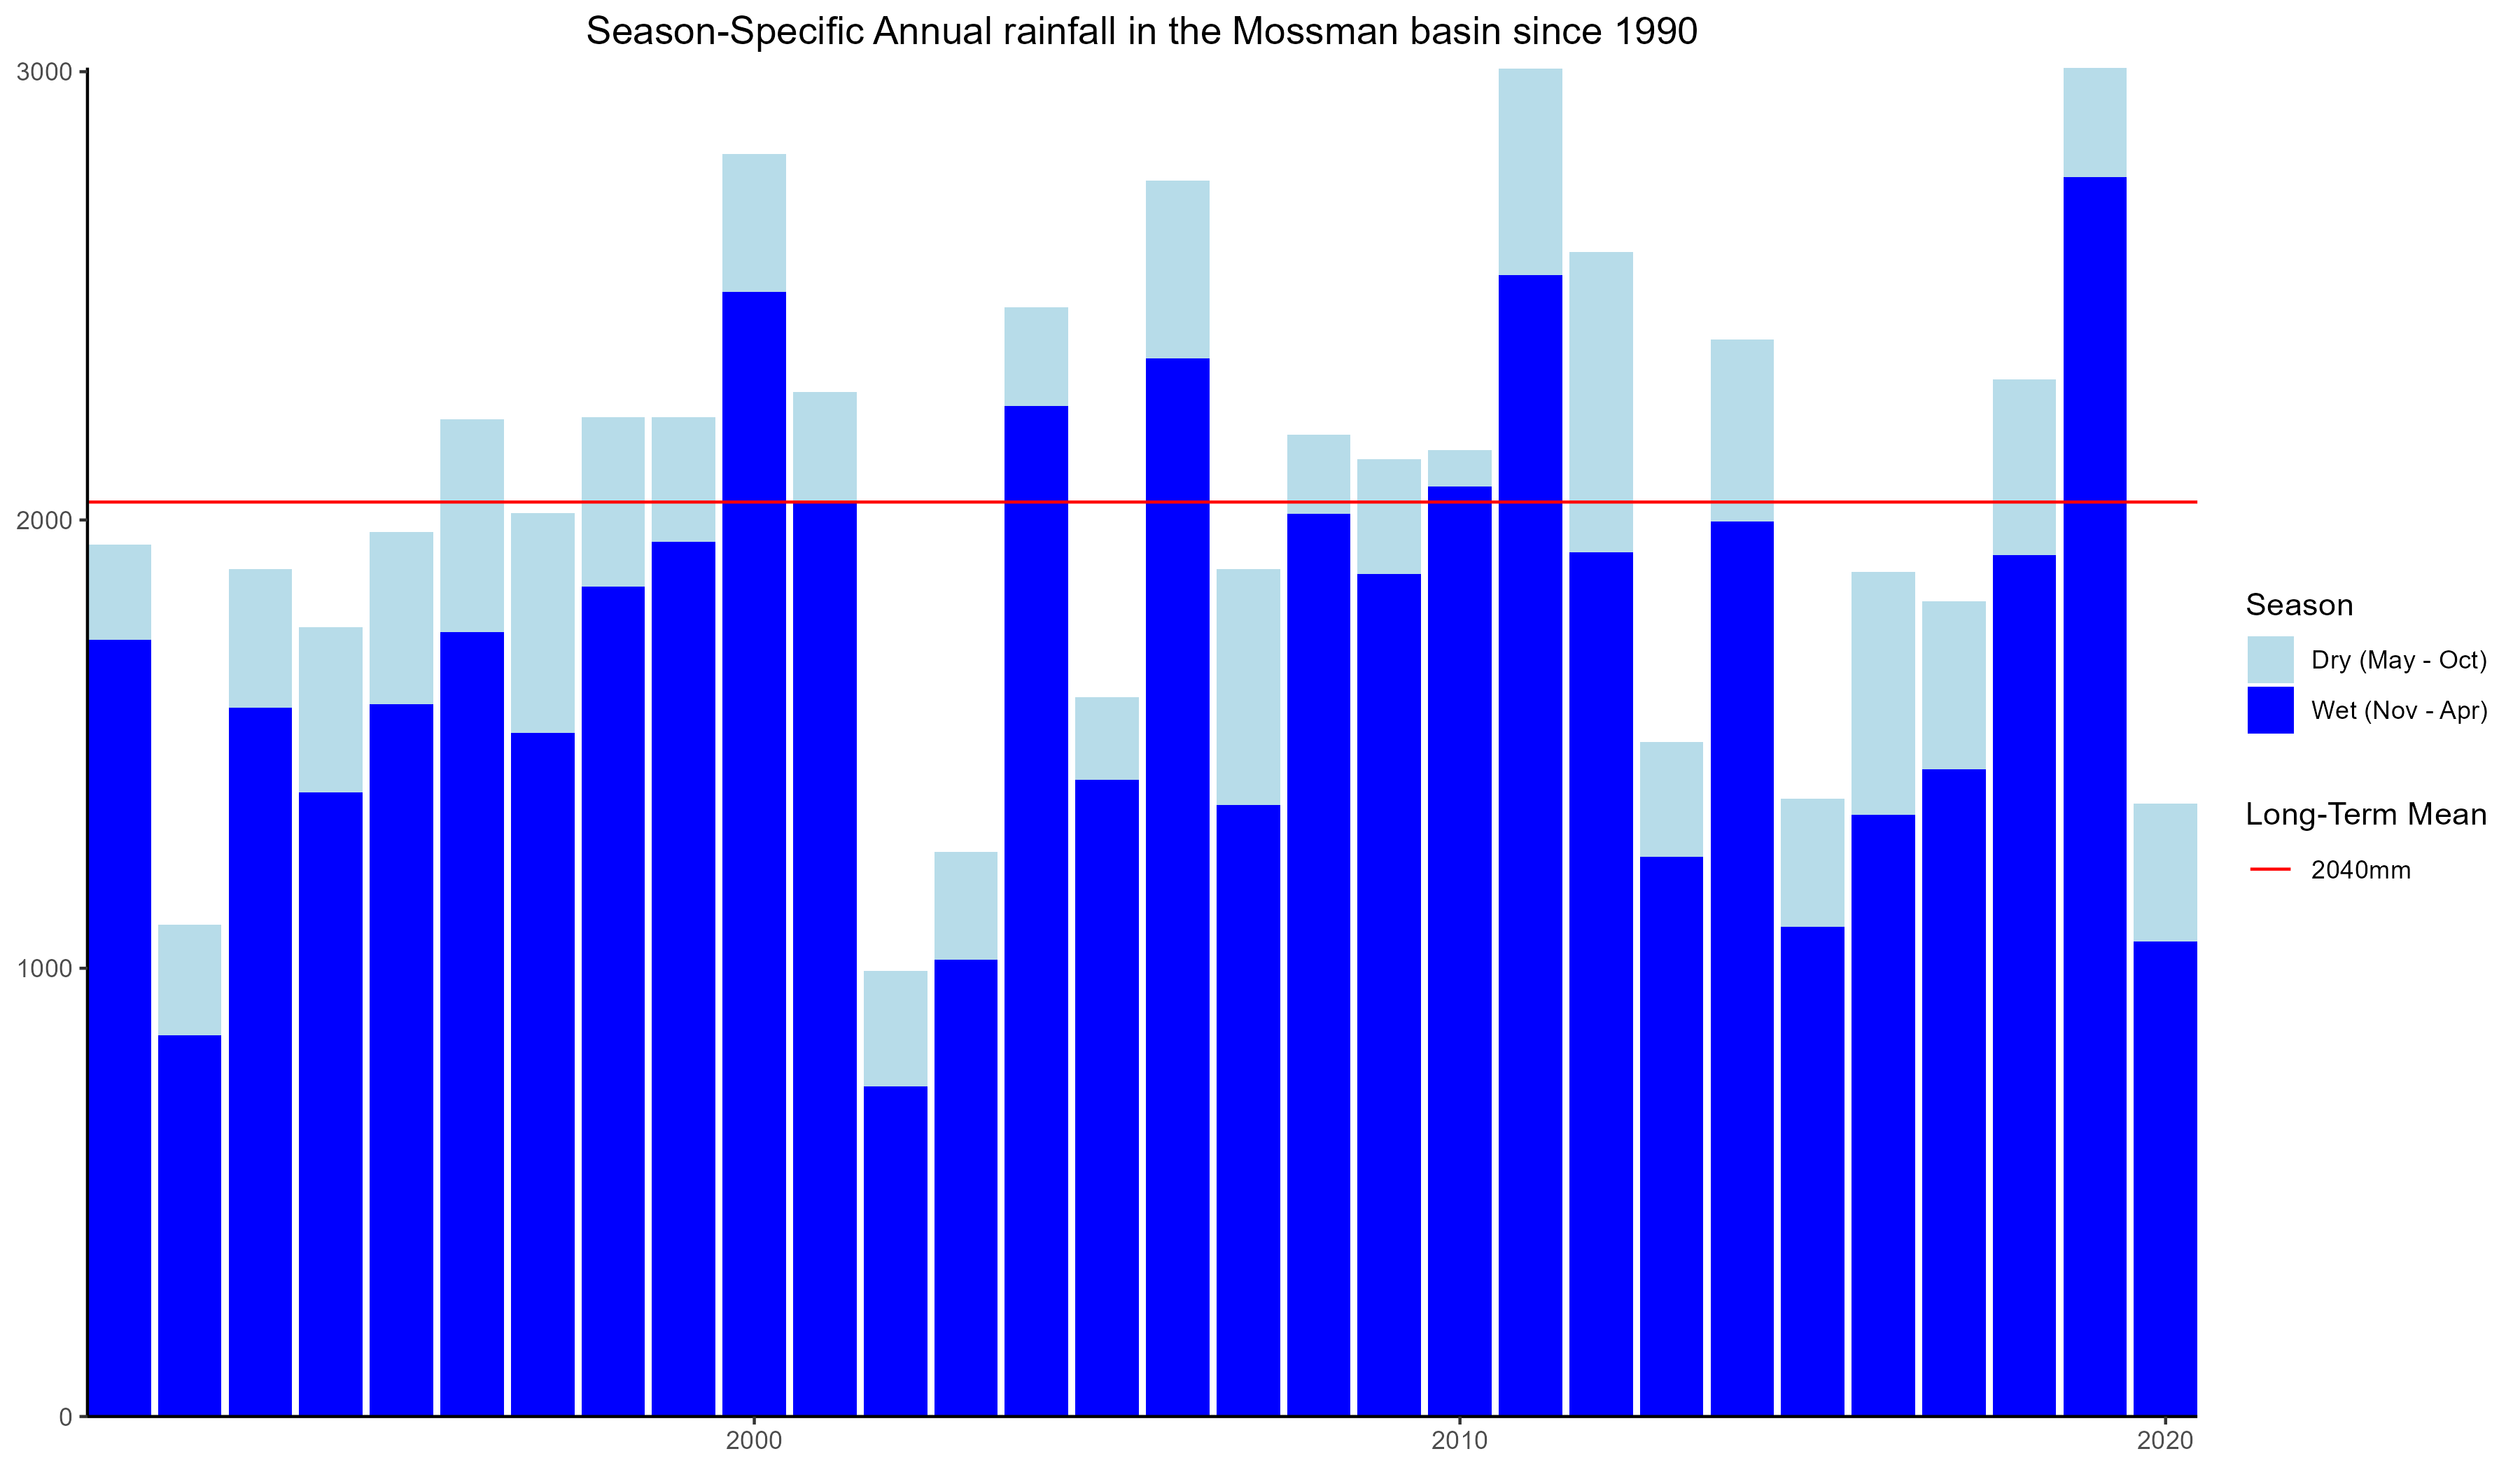 Season-Specific Annual rainfall in the Mossman basin since 1990
3000
2000
1000
0
2000
2010
2020
Season
Dry (May - Oct)
Wet (Nov - Apr)
Long-Term Mean
2040mm